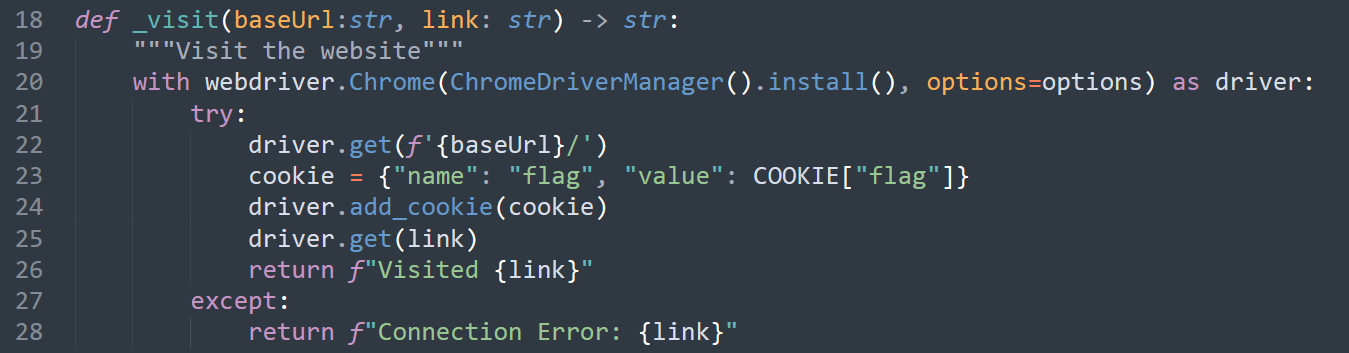 18 def _visit(baseUrl:str, link: str) -> str:
19     """Visit the website"""
20     with webdriver.Chrome(ChromeDriverManager().install(), options=options) as driver:
21         try:
22             driver.get(f'{baseUrl}/')
23             cookie = {"name": "flag", "value": COOKIE["flag"]}
24             driver.add_cookie(cookie)
25             driver.get(link)
26             return f"Visited {link}"
27         except:
28             return f"Connection Error: {link}"